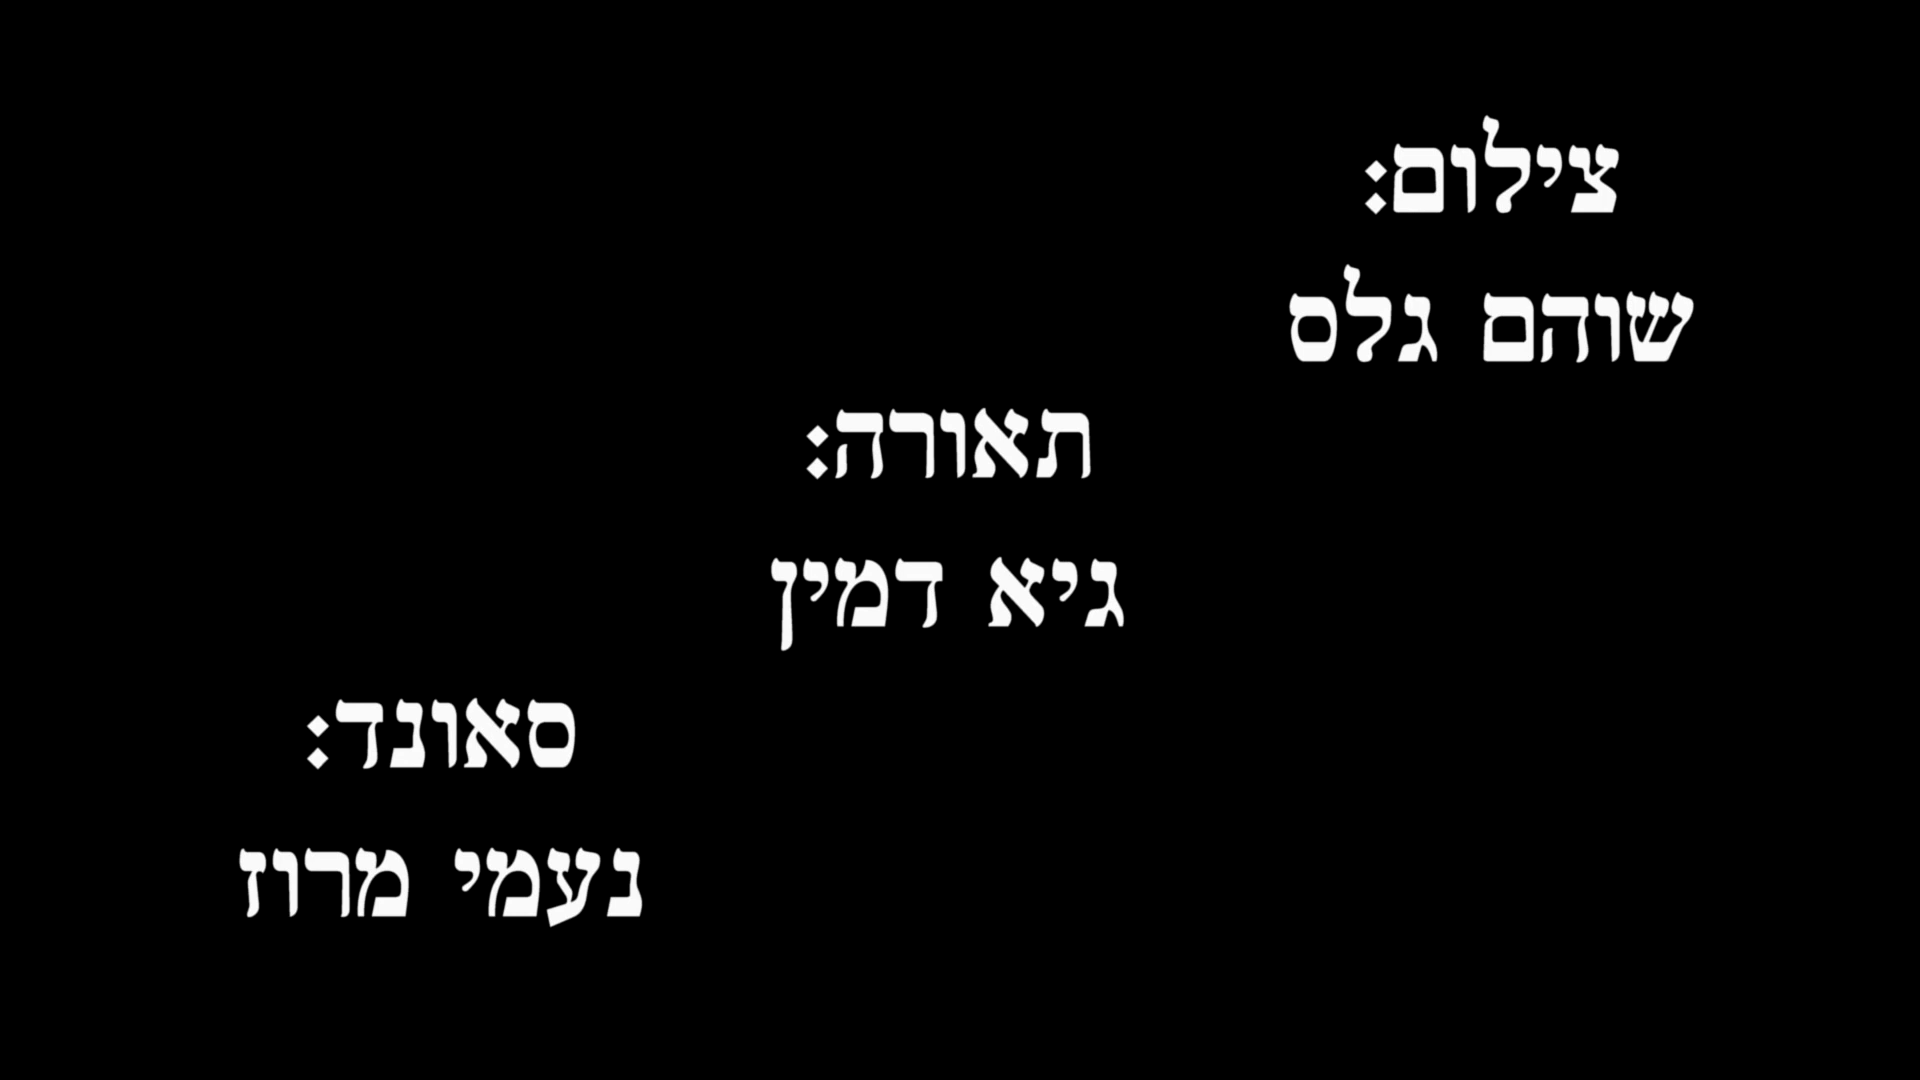 צילום:
שוהם גלס
תאורה:
גיא דמין
סאונד:
נעמי מרוז